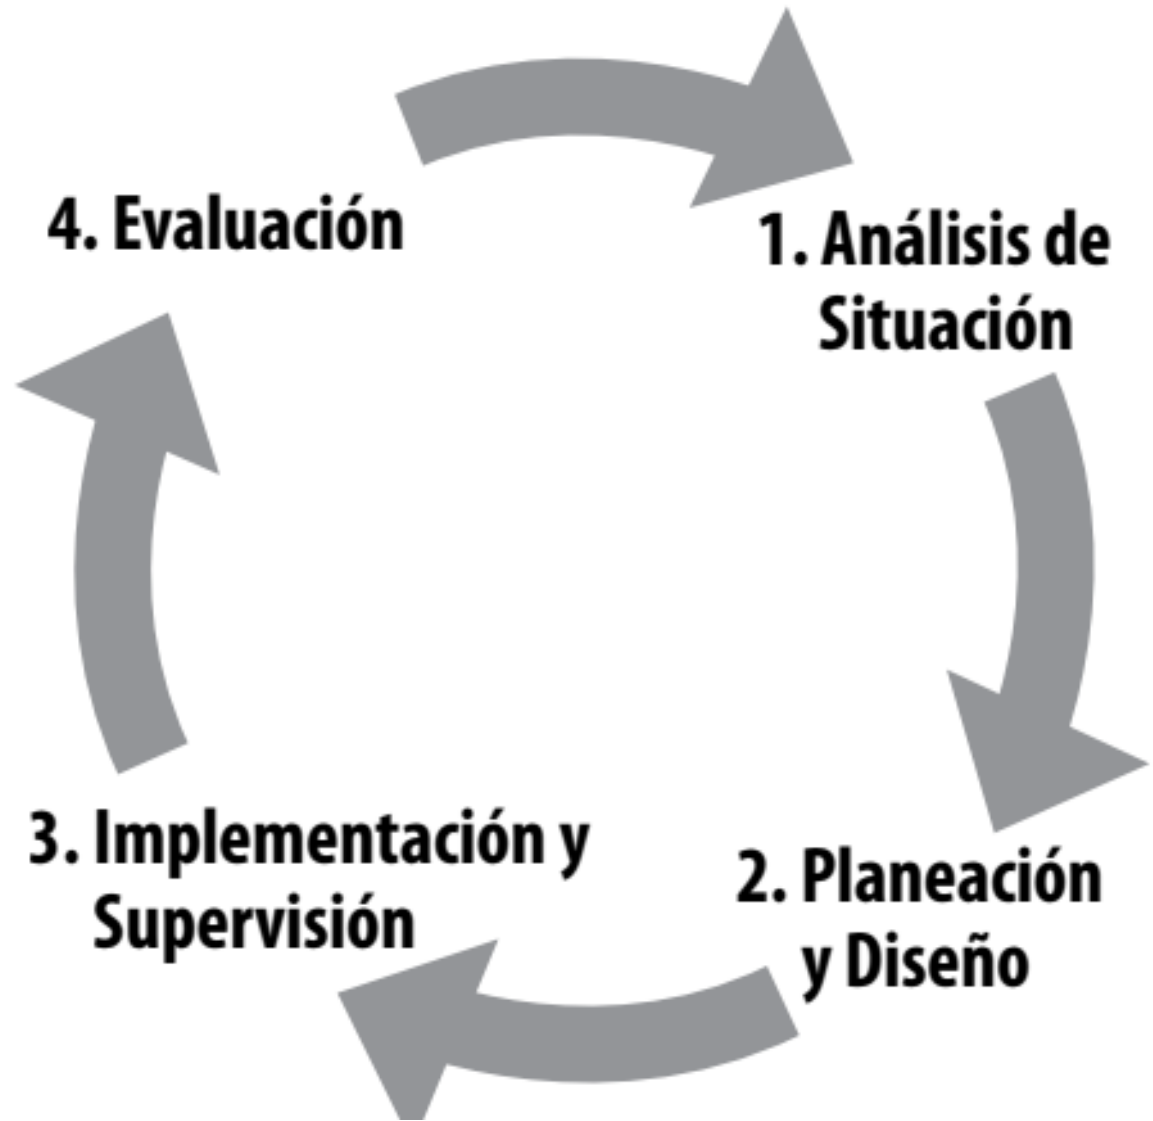 4. Evaluación
1. Análisis de
Situación
3. Implementación y
Supervisión
2. Planeación
y Diseño